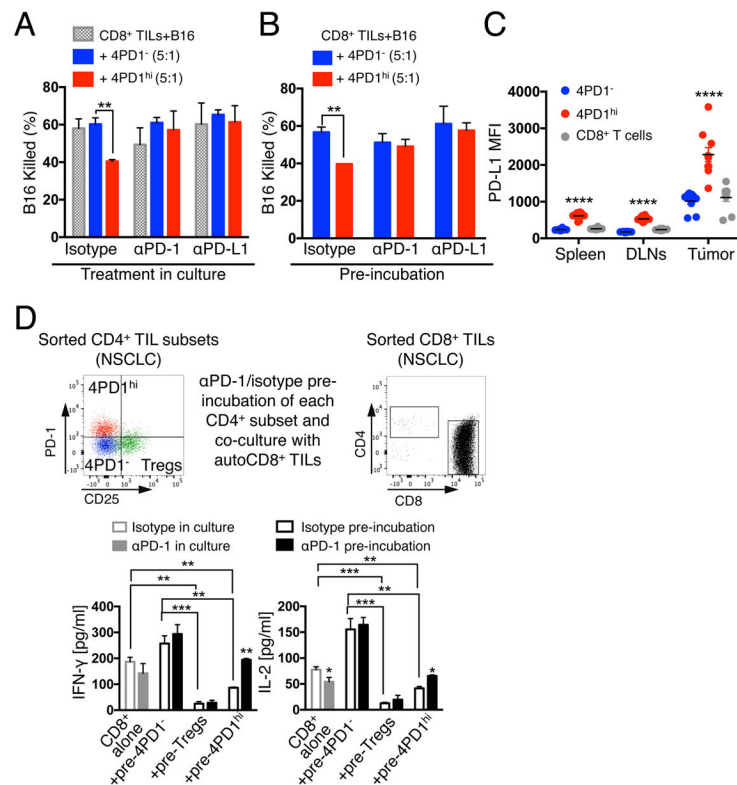 A
CD8+ TILs+B16
+ 4PD1- (5:1)
+ 4PD1hi (5:1)
B16 Killed (%)
100
80
60
40
20
0
**
Isotype αPD-1 αPD-L1
Treatment in culture
B
CD8+ TILs+B16
+ 4PD1- (5:1)
+ 4PD1hi (5:1)
B16 Killed (%)
100
80
60
40
20
0
**
Isotype αPD-1 αPD-L1
Pre-incubation
C
4PD1-
4PD1hi
CD8+ T cells
PD-L1 MFI
4000
3000
2000
1000
0
**** **** ****
Spleen DLNs Tumor
D
Sorted CD4+ TIL subsets
(NSCLC)
4PD1hi
4PD1- Tregs
PD-1
CD25
αPD-1/isotype pre-
incubation of each
CD4+ subset and
co-culture with
autoCD8+ TILs
Sorted CD8+ TILs
(NSCLC)
CD4
CD8
Isotype in culture
αPD-1 in culture
Isotype pre-incubation
αPD-1 pre-incubation
IFN-γ [pg/ml]
400
300
200
100
0
**
**
**
***
**
CD8+
alone
+pre-4PD1-
+pre-Tregs
+pre-4PD1hi
IL-2 [pg/ml]
200
150
100
50
0
**
***
**
***
*
*
CD8+
alone
+pre-4PD1-
+pre-Tregs
+pre-4PD1hi